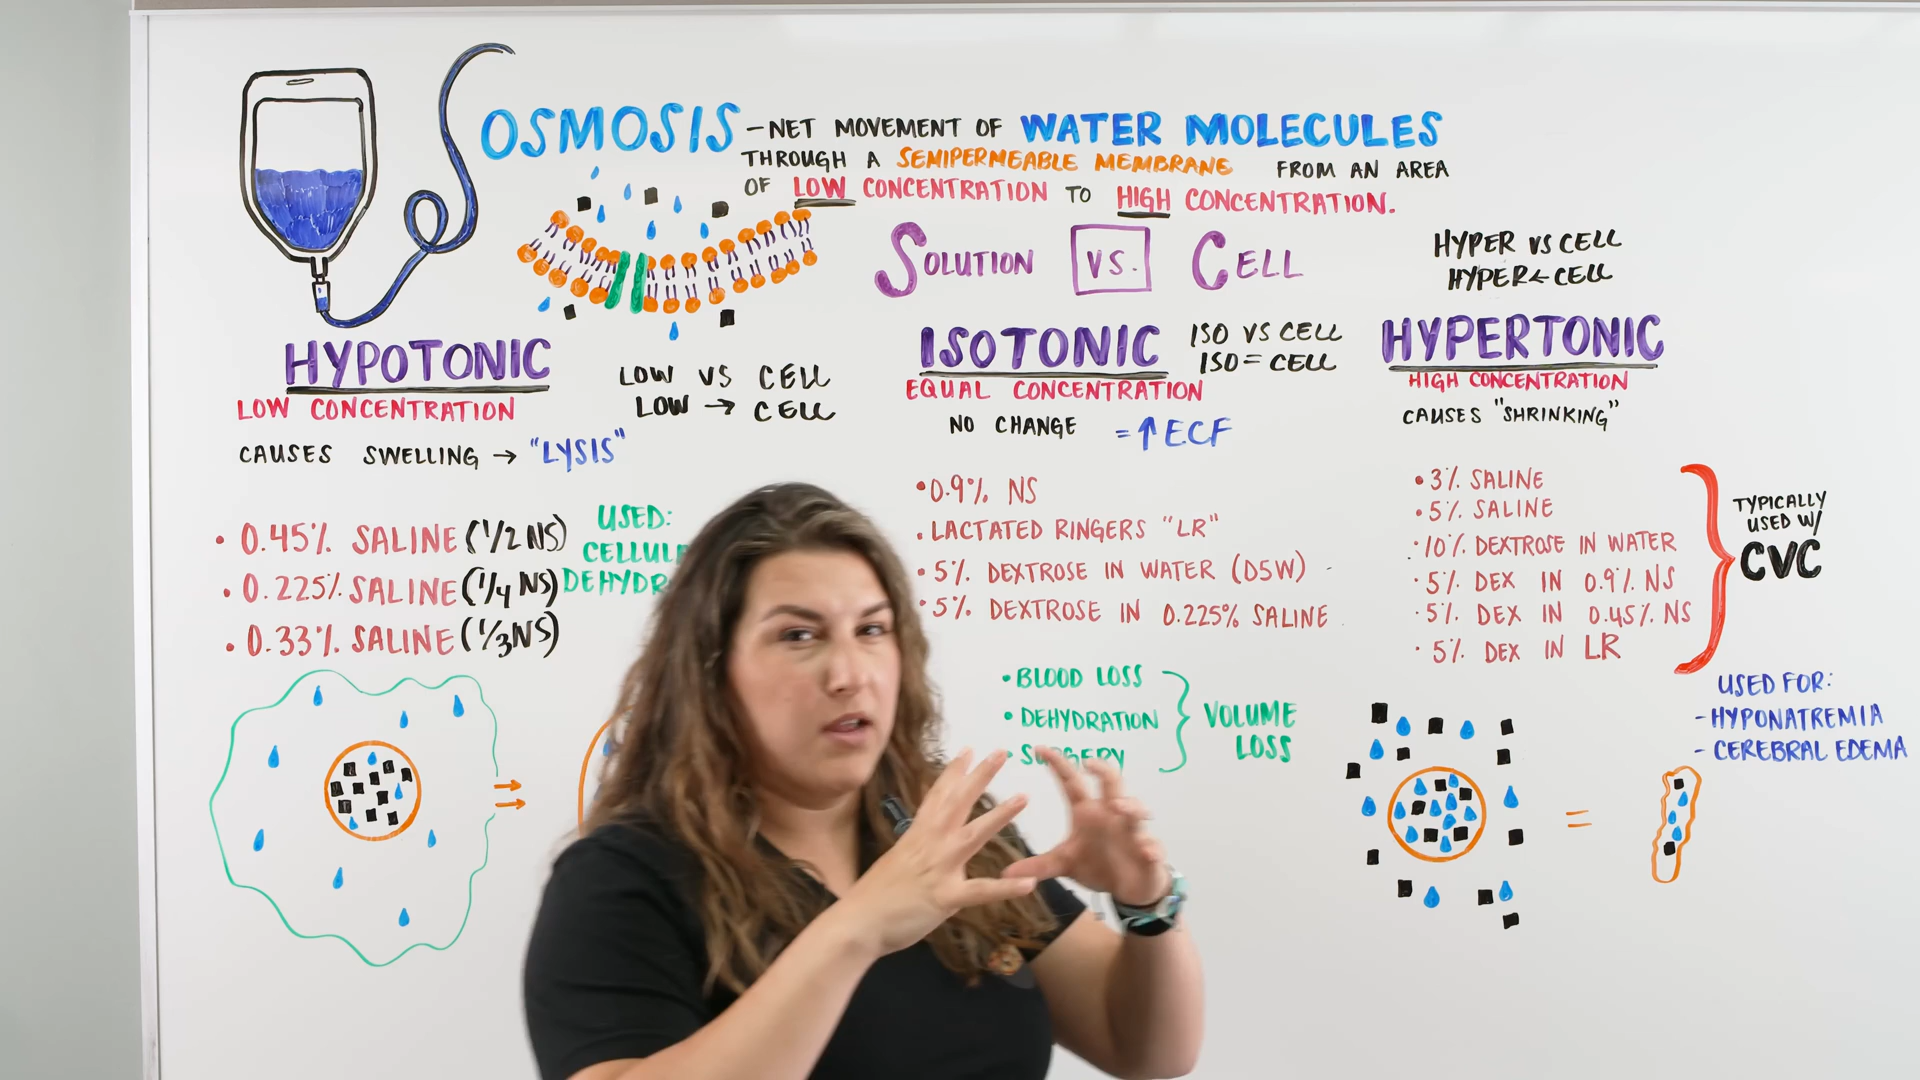 OSMOSIS - NET MOVEMENT OF WATER MOLECULES
THROUGH A SEMIPERMEABLE MEMBRANE FROM AN AREA
OF LOW CONCENTRATION TO HIGH CONCENTRATION.
SOLUTION VS. CELL
HYPER VS CELL
HYPER ← CELL
HYPOTONIC
LOW CONCENTRATION
LOW VS CELL
LOW → CELL
CAUSES SWELLING → "LYSIS"
• 0.45% SALINE (1/2 NS)
• 0.225% SALINE (1/4 NS)
• 0.33% SALINE (1/3 NS)
USED:
ISOTONIC
ISO VS CELL
ISO = CELL
EQUAL CONCENTRATION
NO CHANGE = ↑ ECF
• 0.9% NS
• LACTATED RINGERS "LR"
• 5% DEXTROSE IN WATER (D5W) -
• 5% DEXTROSE IN 0.225% SALINE
• BLOOD LOSS
• DEHYDRATION
• SURGERY
VOLUME
LOSS
HYPERTONIC
HIGH CONCENTRATION
CAUSES "SHRINKING"
• 3% SALINE
• 5% SALINE
• 10% DEXTROSE IN WATER
• 5% DEX IN 0.9% NS
• 5% DEX IN 0.45% NS
• 5% DEX IN LR
TYPICALLY
USED W/
CVC
USED FOR:
- HYPONATREMIA
- CEREBRAL EDEMA